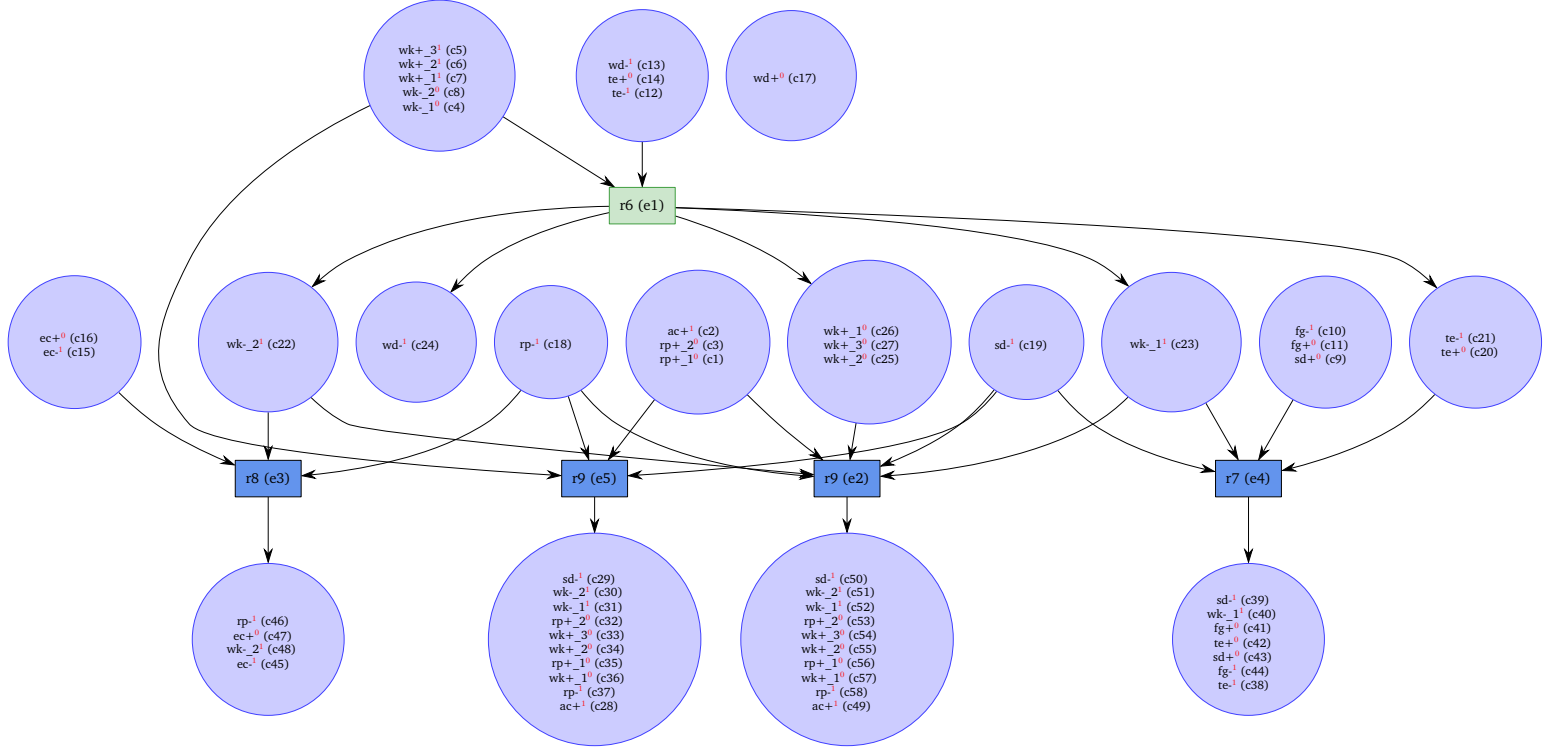 wk+_3¹ (c5)
wk+_2¹ (c6)
wk+_1¹ (c7)
wk-_2⁰ (c8)
wk-_1⁰ (c4)
wd-¹ (c13)
te+⁰ (c14)
te-¹ (c12)
wd+⁰ (c17)
r6 (e1)
ec+⁰ (c16)
ec-¹ (c15)
wk-_2¹ (c22)
wd-¹ (c24)
rp-¹ (c18)
ac+¹ (c2)
rp+_2⁰ (c3)
rp+_1⁰ (c1)
wk+_1⁰ (c26)
wk+_3⁰ (c27)
wk+_2⁰ (c25)
sd-¹ (c19)
wk-_1¹ (c23)
fg-¹ (c10)
fg+⁰ (c11)
sd+⁰ (c9)
te-¹ (c21)
te+⁰ (c20)
r8 (e3)
r9 (e5)
r9 (e2)
r7 (e4)
rp-¹ (c46)
ec+⁰ (c47)
wk-_2¹ (c48)
ec-¹ (c45)
sd-¹ (c29)
wk-_2¹ (c30)
wk-_1¹ (c31)
rp+_2⁰ (c32)
wk+_3⁰ (c33)
wk+_2⁰ (c34)
rp+_1⁰ (c35)
wk+_1⁰ (c36)
rp-¹ (c37)
ac+¹ (c28)
sd-¹ (c50)
wk-_2¹ (c51)
wk-_1¹ (c52)
rp+_2⁰ (c53)
wk+_3⁰ (c54)
wk+_2⁰ (c55)
rp+_1⁰ (c56)
wk+_1⁰ (c57)
rp-¹ (c58)
ac+¹ (c49)
sd-¹ (c39)
wk-_1¹ (c40)
fg+⁰ (c41)
te+⁰ (c42)
sd+⁰ (c43)
fg-¹ (c44)
te-¹ (c38)